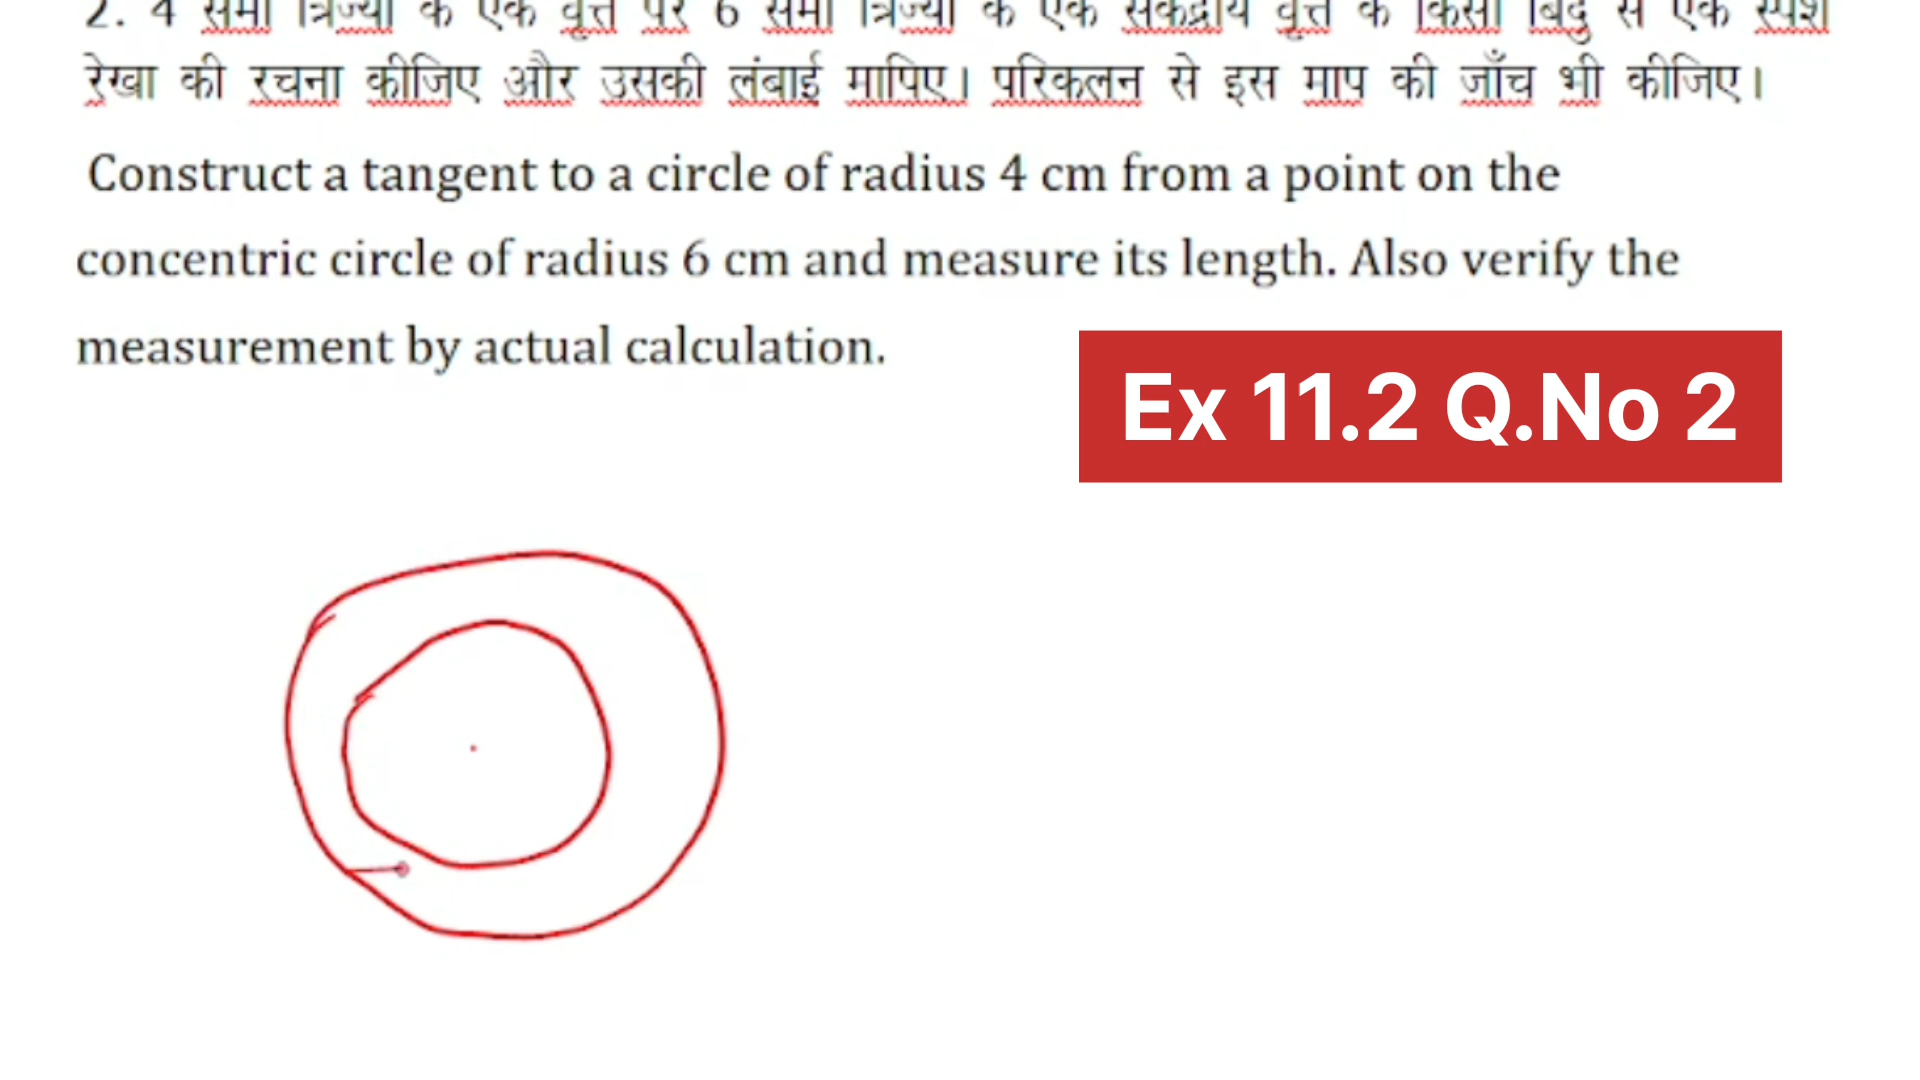 2. 4 सेमी त्रिज्या के एक वृत्त पर 6 सेमी त्रिज्या के एक सकेंद्रीय वृत्त के किसी बिंदु से एक स्पर्श
रेखा की रचना कीजिए और उसकी लंबाई मापिए। परिकलन से इस माप की जाँच भी कीजिए।
Construct a tangent to a circle of radius 4 cm from a point on the
concentric circle of radius 6 cm and measure its length. Also verify the
measurement by actual calculation.
Ex 11.2 Q.No 2